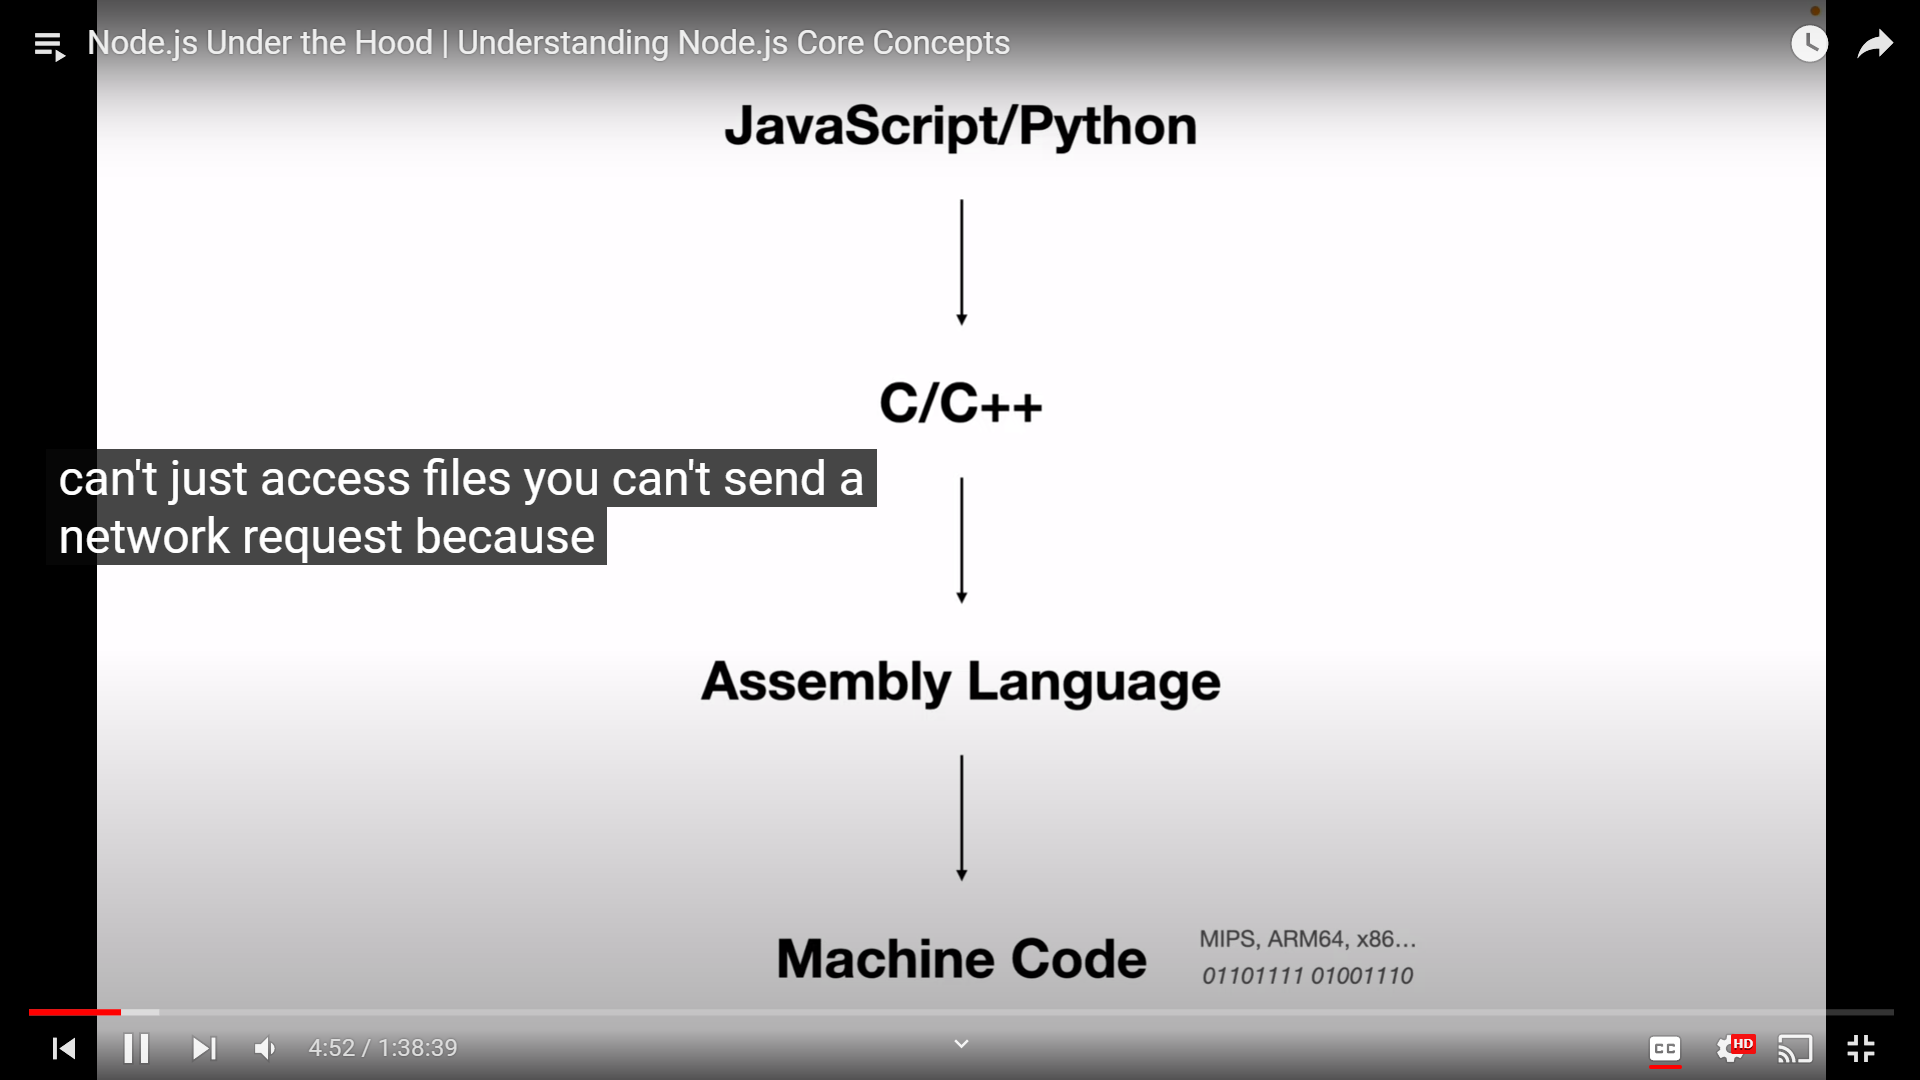 Node.js Under the Hood | Understanding Node.js Core Concepts
JavaScript/Python
C/C++
can't just access files you can't send a
network request because
Assembly Language
Machine Code
MIPS, ARM64, x86...
01101111 01001110
4:52 / 1:38:39
CC
HD